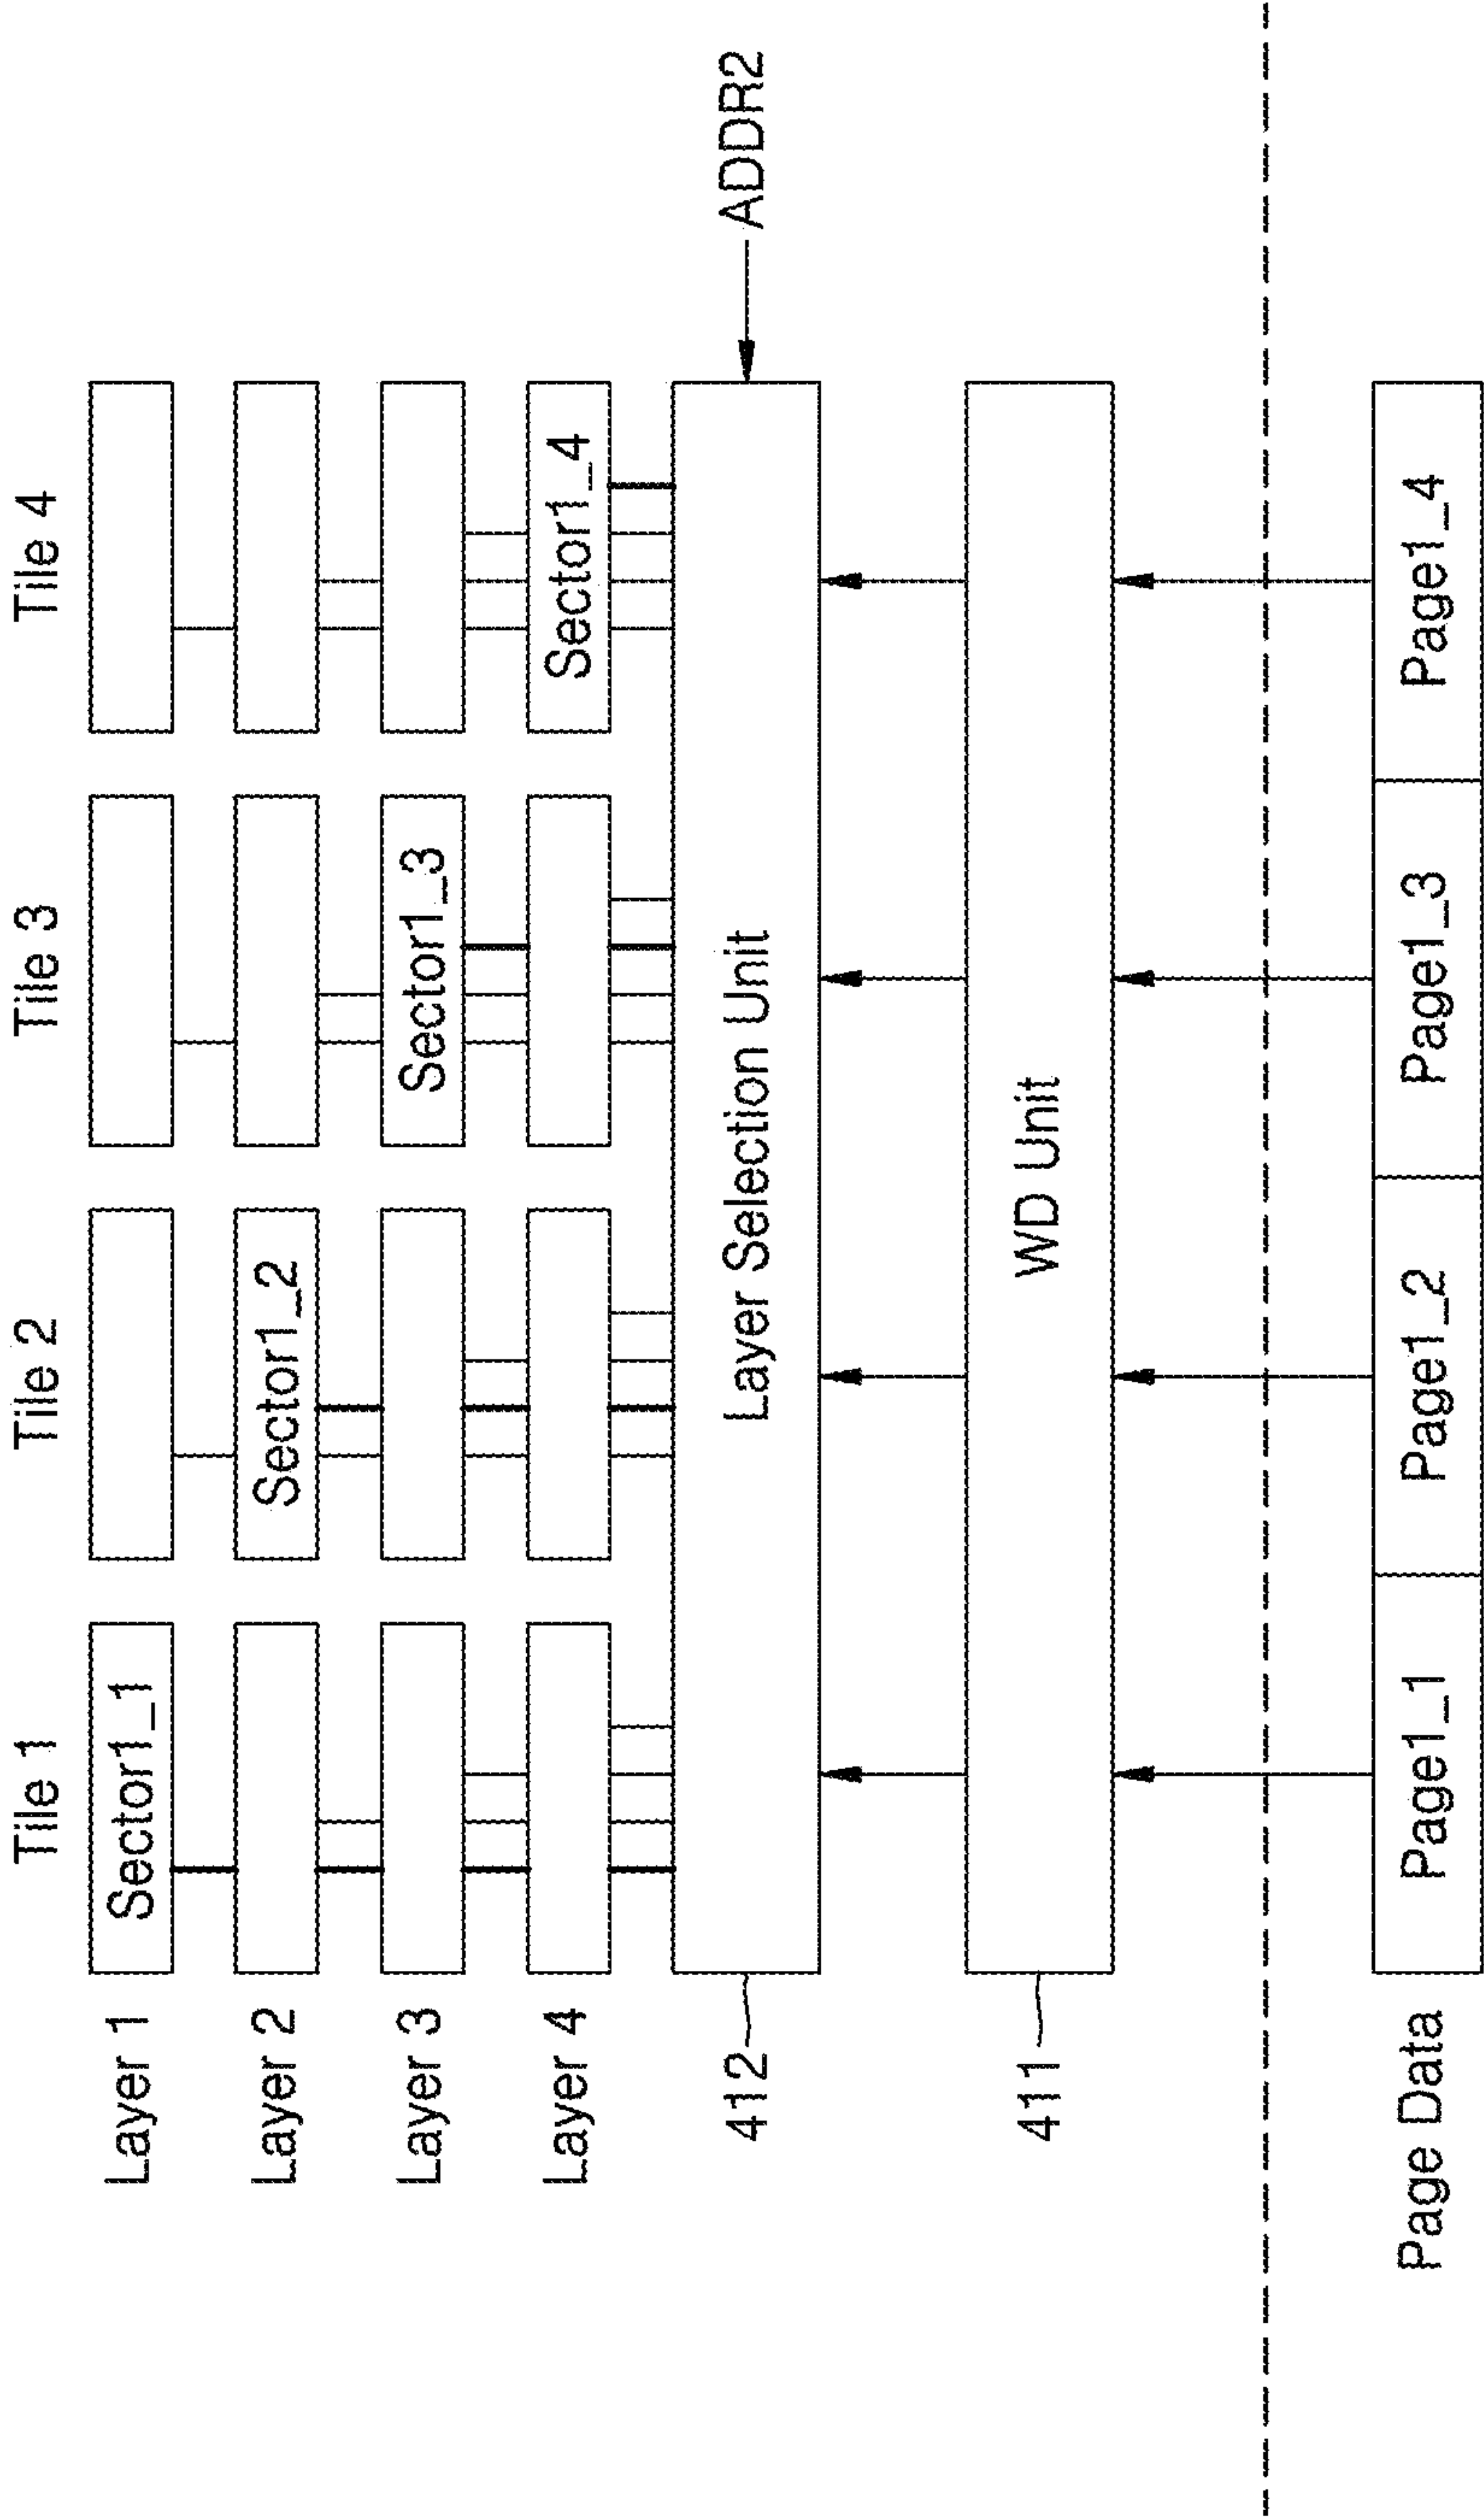 Tile 1 Tile 2 Tile 3 Tile 4
Layer 1 Sector1_1
Layer 2 Sector1_2
Layer 3 Sector1_3
Layer 4 Sector1_4
412 Layer Selection Unit ADDR2
411 WD Unit
Page Data Page1_1 Page1_2 Page1_3 Page1_4